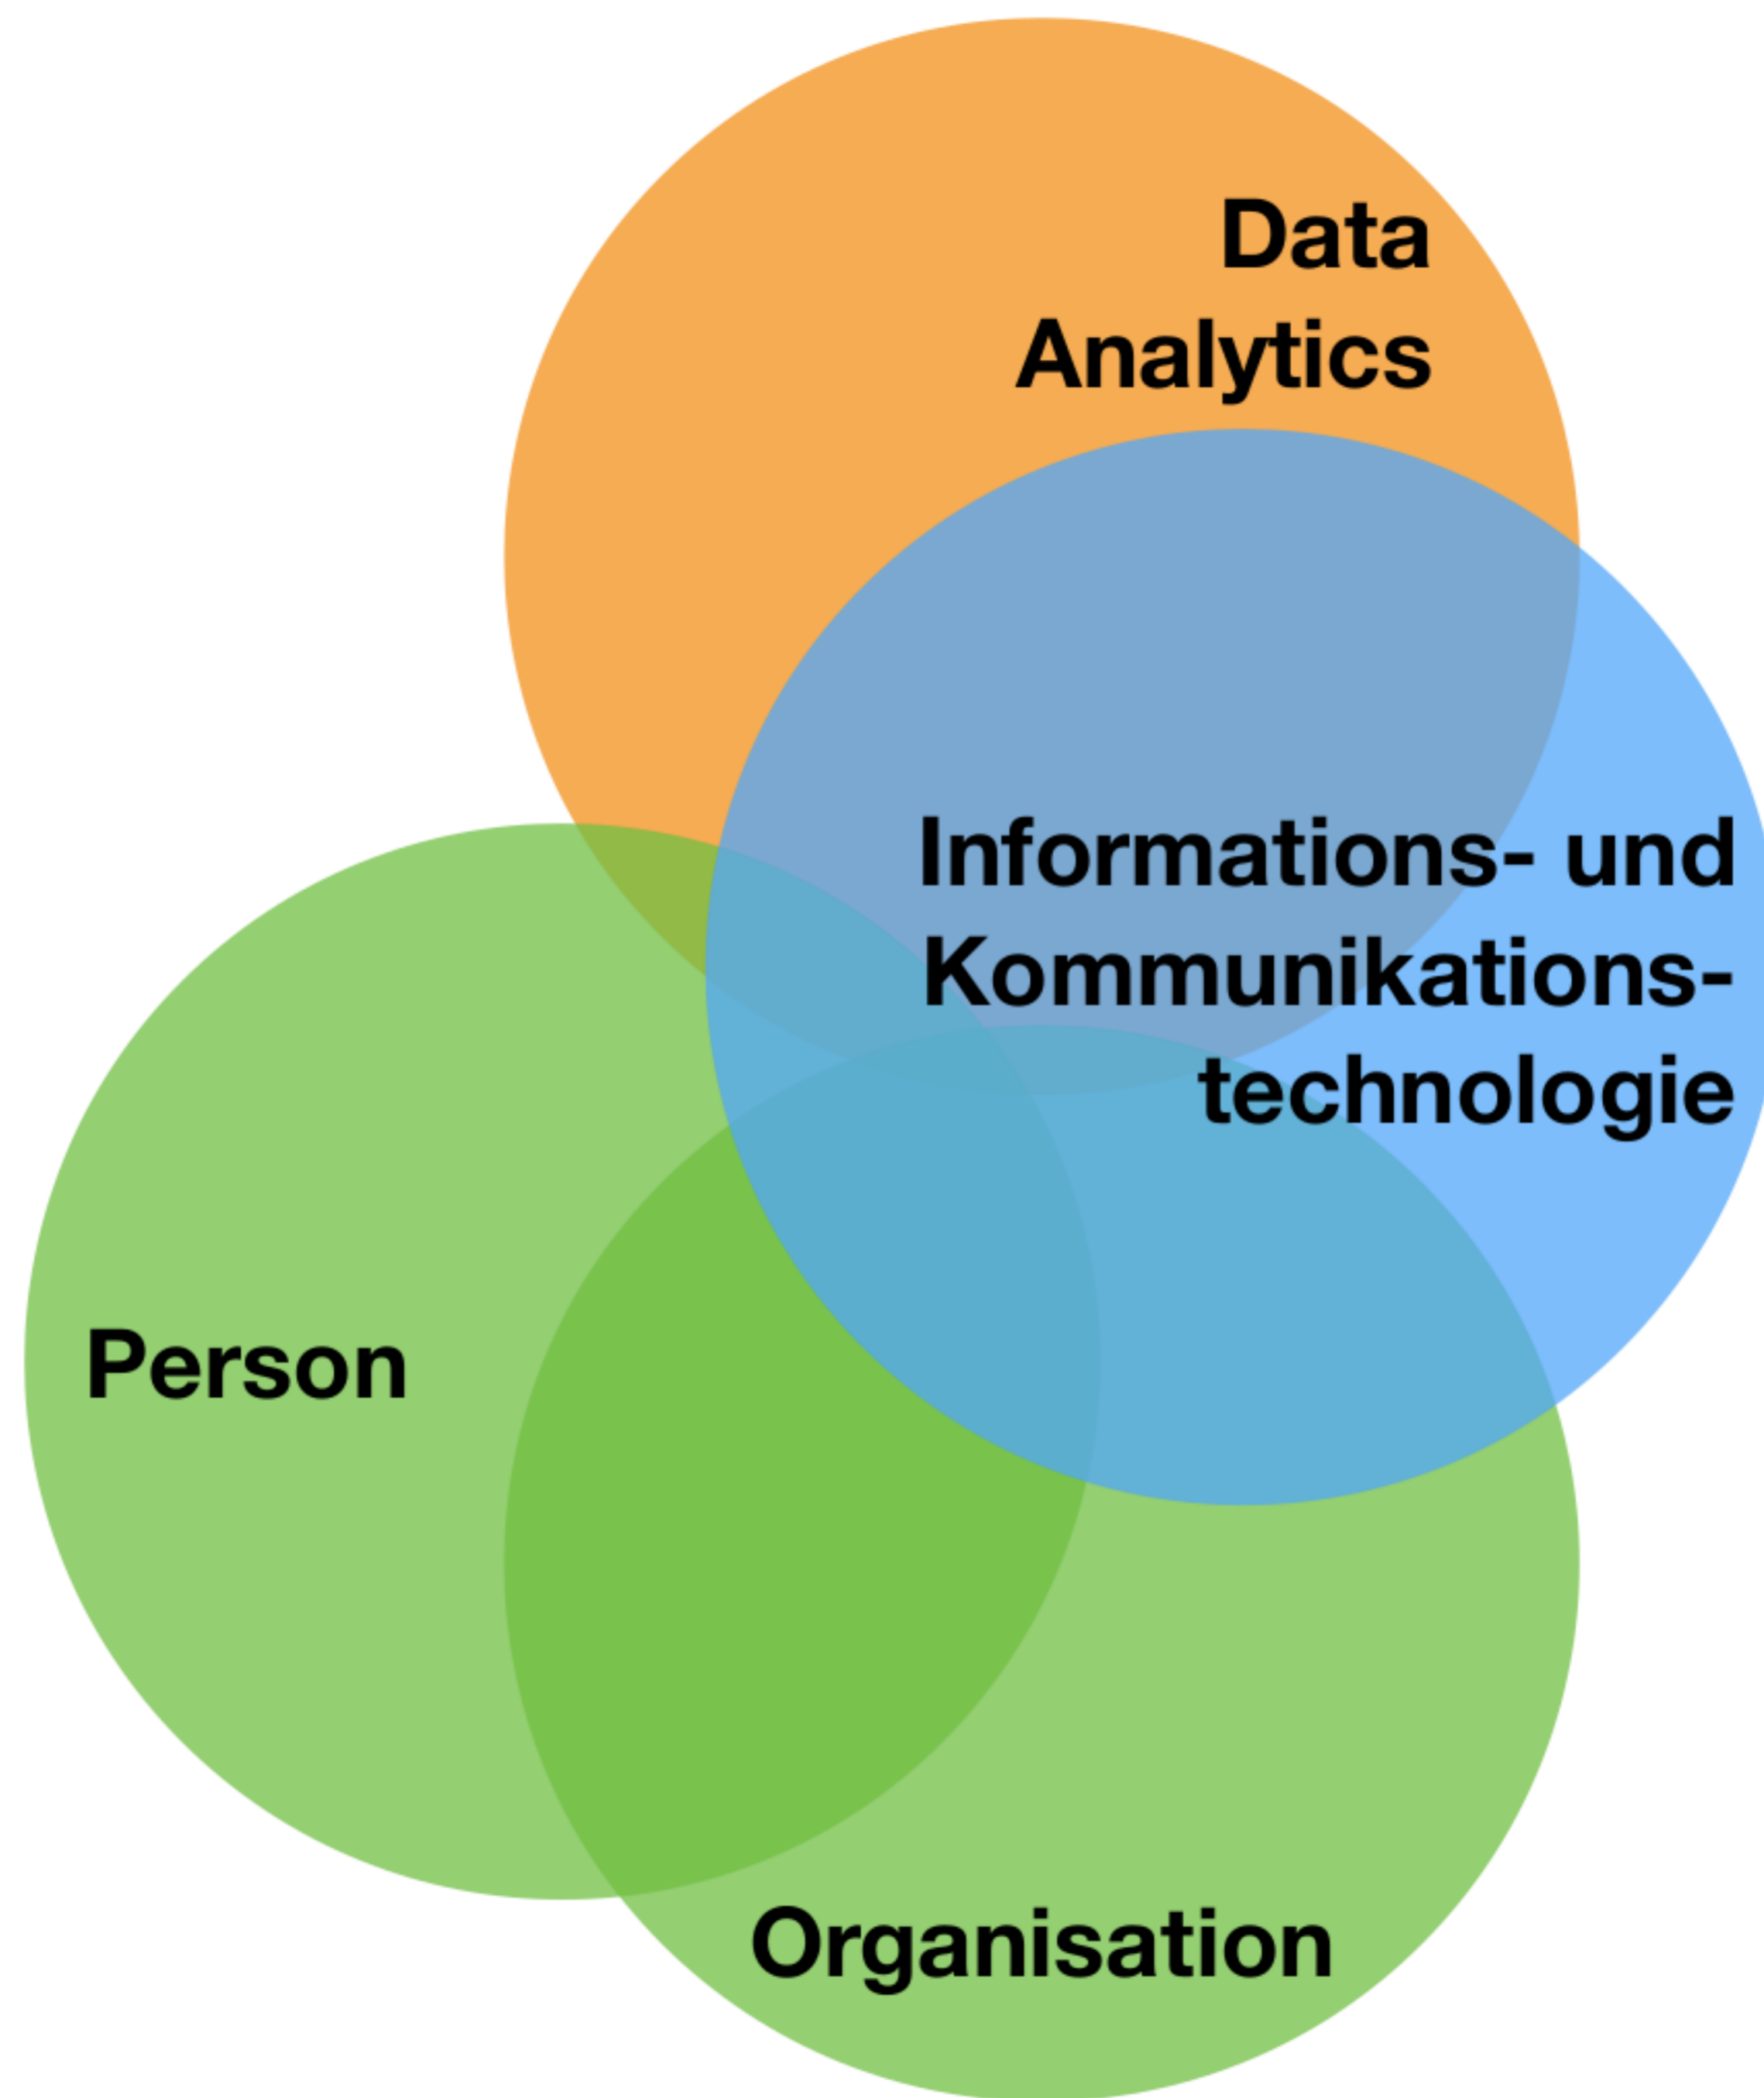 Data
Analytics
Informations- und
Kommunikations-
technologie
Person
Organisation